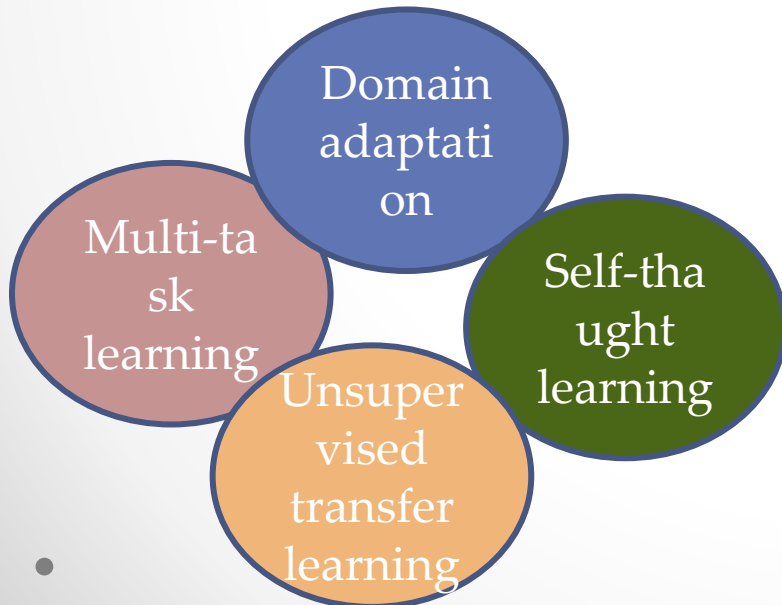 Domain
adaptati
on
Multi-ta
sk
learning
Self-tha
ught
learning
Unsuper
vised
transfer
learning